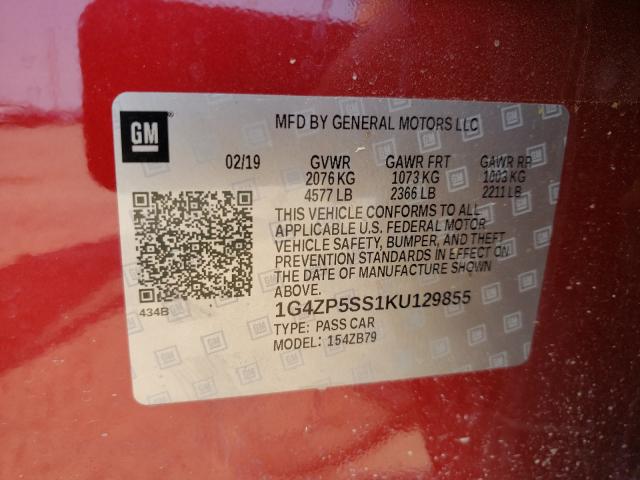 GM
MFD BY GENERAL MOTORS LLC
02/19 GVWR GAWR FRT GAWR RR
2076 KG 1073 KG 1003 KG
4577 LB 2366 LB 2211 LB
THIS VEHICLE CONFORMS TO ALL
APPLICABLE U.S. FEDERAL MOTOR
VEHICLE SAFETY, BUMPER, AND THEFT
PREVENTION STANDARDS IN EFFECT ON
THE DATE OF MANUFACTURE SHOWN
ABOVE.
434B
1G4ZP5SS1KU129855
TYPE: PASS CAR
MODEL: 154ZB79